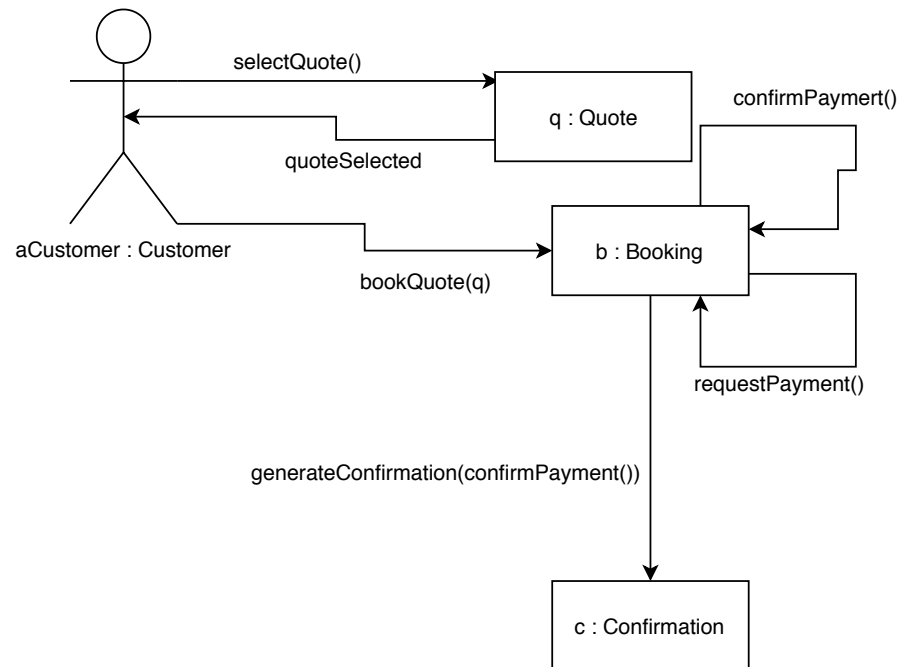 selectQuote()
confirmPaymert()
q : Quote
quoteSelected
aCustomer : Customer
b : Booking
bookQuote(q)
requestPayment()
generateConfirmation(confirmPayment())
c : Confirmation